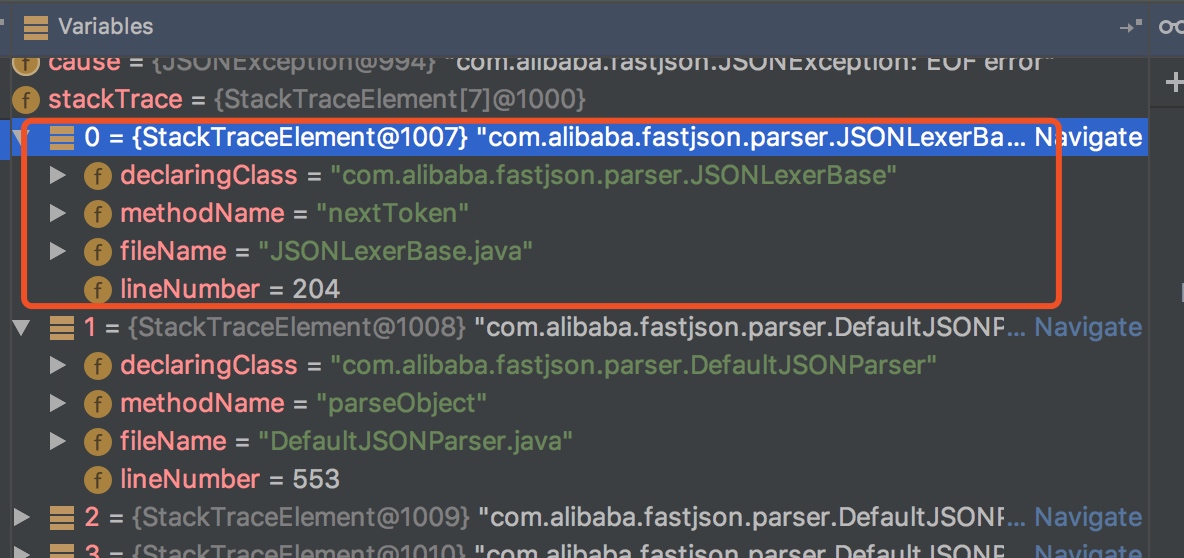 Variables
cause = {JSONException@994} "com.alibaba.fastjson.JSONException: EOF error"
f stackTrace = {StackTraceElement[7]@1000}
0 = {StackTraceElement@1007} "com.alibaba.fastjson.parser.JSONLexerBa... Navigate
f declaringClass = "com.alibaba.fastjson.parser.JSONLexerBase"
f methodName = "nextToken"
f fileName = "JSONLexerBase.java"
f lineNumber = 204
1 = {StackTraceElement@1008} "com.alibaba.fastjson.parser.DefaultJSONP... Navigate
f declaringClass = "com.alibaba.fastjson.parser.DefaultJSONParser"
f methodName = "parseObject"
f fileName = "DefaultJSONParser.java"
f lineNumber = 553
2 = {StackTraceElement@1009} "com.alibaba.fastjson.parser.DefaultJSONP... Navigate
3 = {StackTraceElement@1010} "com.alibaba.fastjson.parser.DefaultJSONP... Navigate